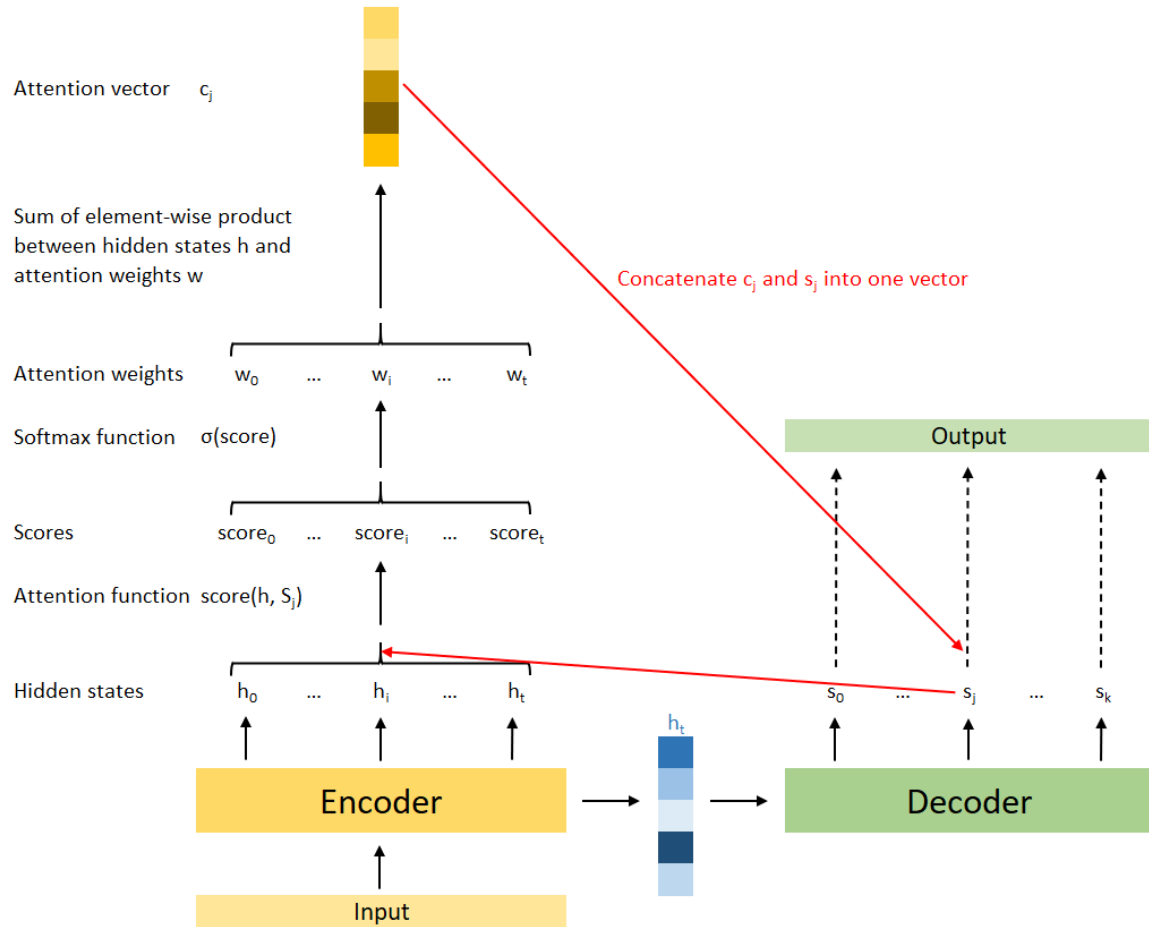 Attention vector c_j
Sum of element-wise product
between hidden states h and
attention weights w
Concatenate c_j and s_j into one vector
Attention weights w_0 ... w_i ... w_t
Softmax function σ(score)
Output
Scores score_0 ... score_i ... score_t
Attention function score(h, S_j)
Hidden states h_0 ... h_i ... h_t s_0 ... s_j ... s_k
h_t
Encoder Decoder
Input